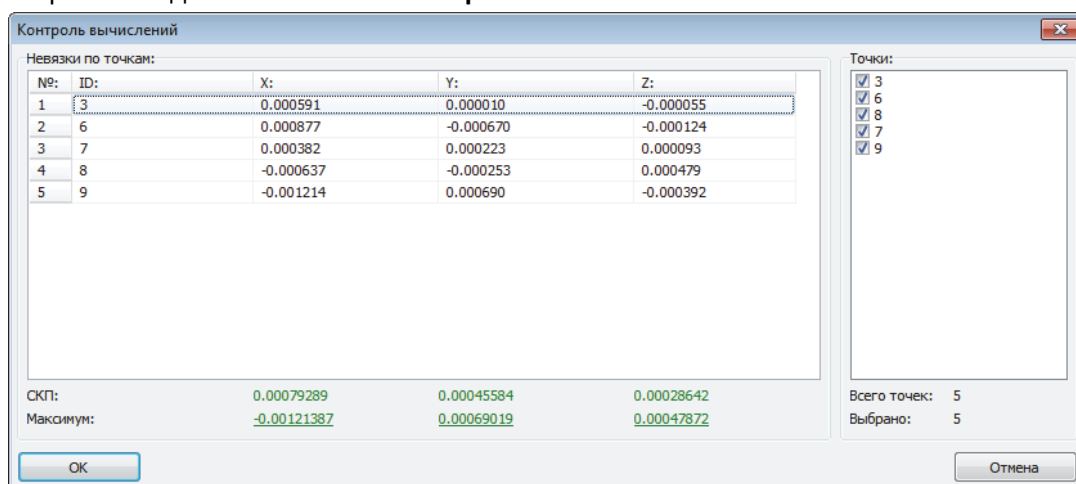 Контроль вычислений
Невязки по точкам:
№: ID: X: Y: Z:
1 3 0.000591 0.000010 -0.000055
2 6 0.000877 -0.000670 -0.000124
3 7 0.000382 0.000223 0.000093
4 8 -0.000637 -0.000253 0.000479
5 9 -0.001214 0.000690 -0.000392
СКП: 0.00079289 0.00045584 0.00028642
Максимум: -0.00121387 0.00069019 0.00047872
Точки:
3
6
8
7
9
Всего точек: 5
Выбрано: 5
OK
Отмена